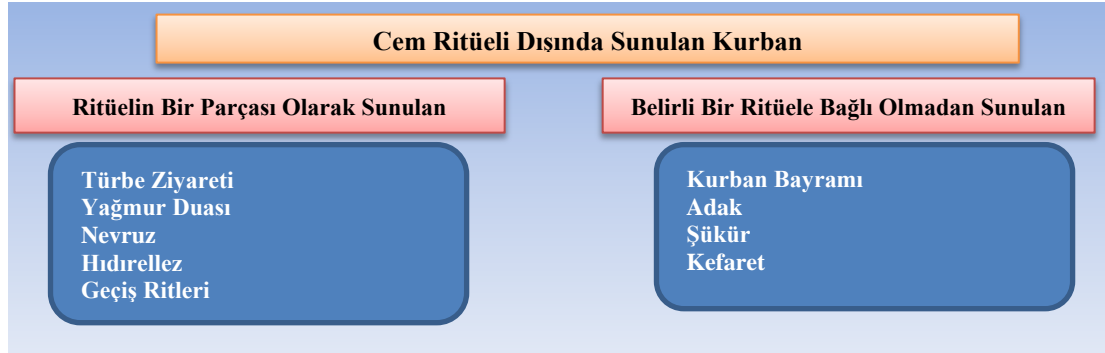 Cem Ritüeli Dışında Sunulan Kurban
Ritüelin Bir Parçası Olarak Sunulan
Türbe Ziyareti
Yağmur Duası
Nevruz
Hıdırellez
Geçiş Ritleri
Belirli Bir Ritüele Bağlı Olmadan Sunulan
Kurban Bayramı
Adak
Şükür
Kefaret